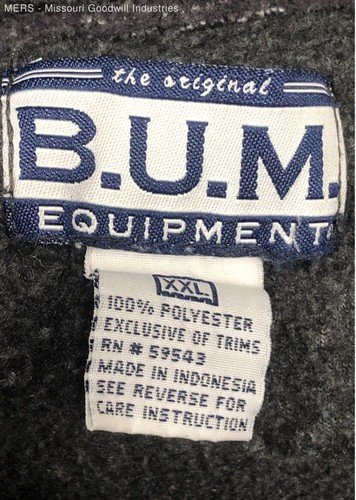 MERS - Missouri Goodwill Industries
the original
B.U.M.
EQUIPMENT
XXL
100% POLYESTER
EXCLUSIVE OF TRIMS
RN # 59543
MADE IN INDONESIA
SEE REVERSE FOR
CARE INSTRUCTION